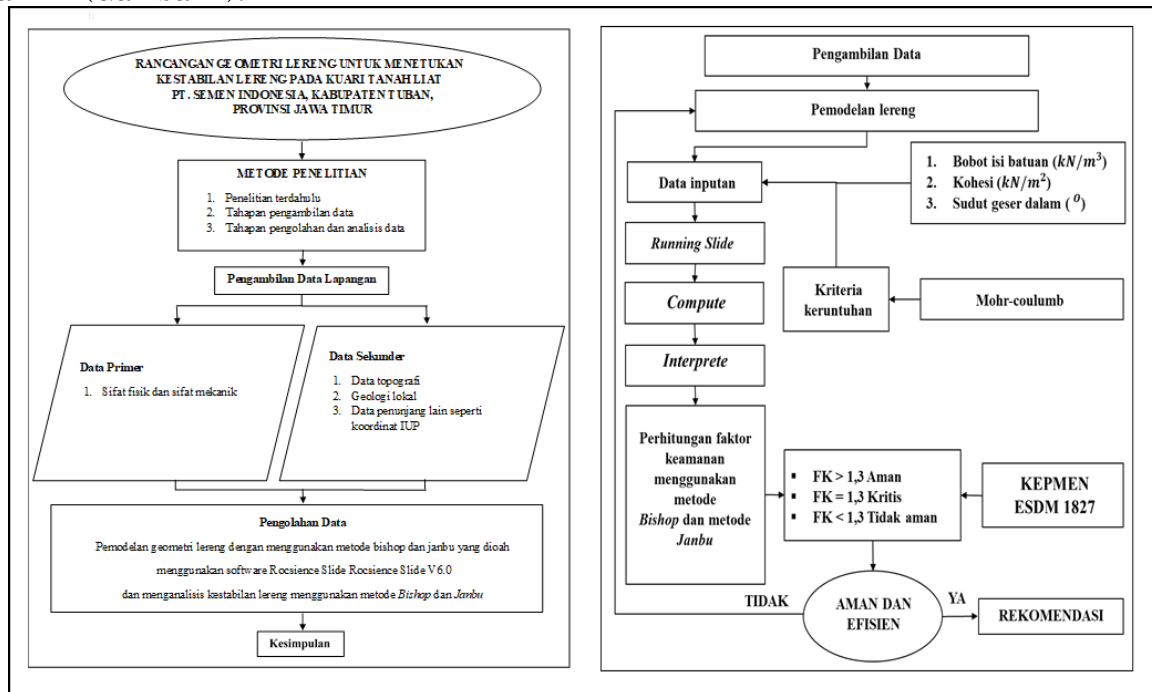 RANCANGAN GEOMETRI LERENG UNTUK MENETUKAN
KESTABILAN LERENG PADA KUARI TANAH LIAT
PT. SEMEN INDONESIA, KABUPATEN TUBAN,
PROVINSI JAWA TIMUR
METODE PENELITIAN
1. Penelitian terdahulu
2. Tahapan pengambilan data
3. Tahapan pengolahan dan analisis data
Pengambilan Data Lapangan
Data Primer
1. Sifat fisik dan sifat mekanik
Data Sekunder
1. Data topografi
2. Geologi lokal
3. Data penunjang lain seperti
koordinat IUP
Pengolahan Data
Pemodelan geometri lereng dengan menggunakan metode bishop dan janbu yang dioah
menggunakan software Rocsience Slide Rocsience Slide V6.0
dan menganalisis kestabilan lereng menggunakan metode Bishop dan Janbu
Kesimpulan
Pengambilan Data
Pemodelan lereng
Data inputan
1. Bobot isi batuan (kN/m³)
2. Kohesi (kN/m²)
3. Sudut geser dalam (⁰)
Running Slide
Compute
Kriteria
keruntuhan
Mohr-coulumb
Interprete
Perhitungan faktor
keamanan
menggunakan
metode
Bishop dan metode
Janbu
▪ FK > 1,3 Aman
▪ FK = 1,3 Kritis
▪ FK < 1,3 Tidak aman
KEPMEN
ESDM 1827
TIDAK
AMAN DAN
EFISIEN
YA
REKOMENDASI